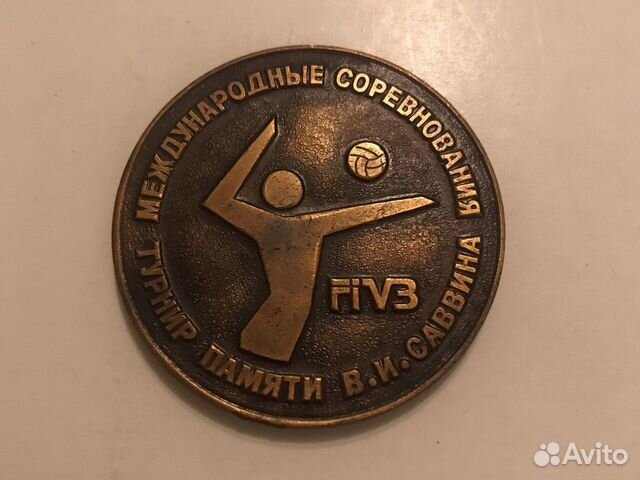 МЕЖДУНАРОДНЫЕ СОРЕВНОВАНИЯ
ТУРНИР ПАМЯТИ В.И.САВВИНА
FiVB
Avito